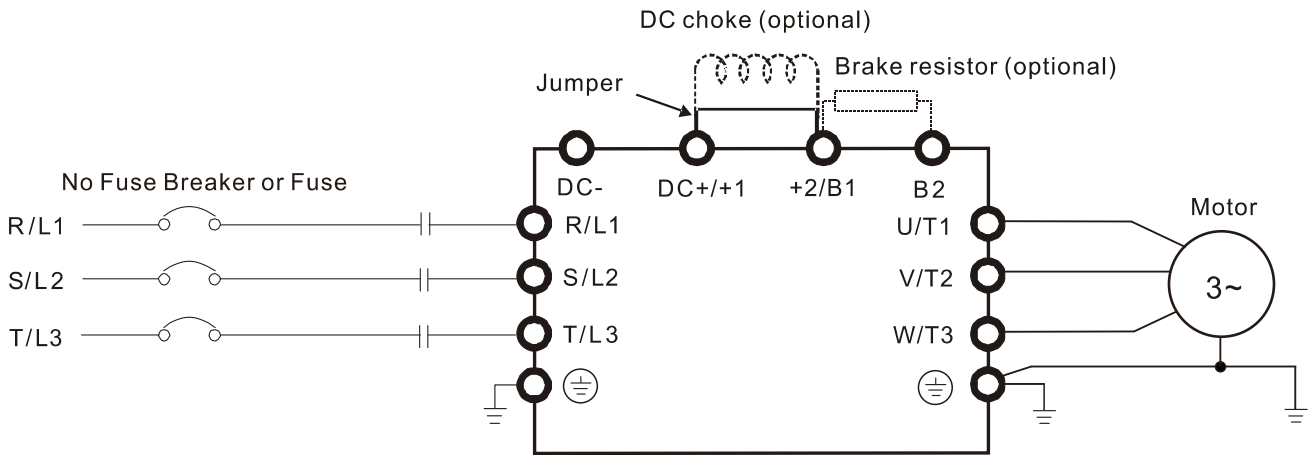 DC choke (optional)
Jumper
Brake resistor (optional)
DC-
DC+/+1
+2/B1
B2
No Fuse Breaker or Fuse
R/L1
R/L1
U/T1
Motor
S/L2
S/L2
V/T2
3~
T/L3
T/L3
W/T3